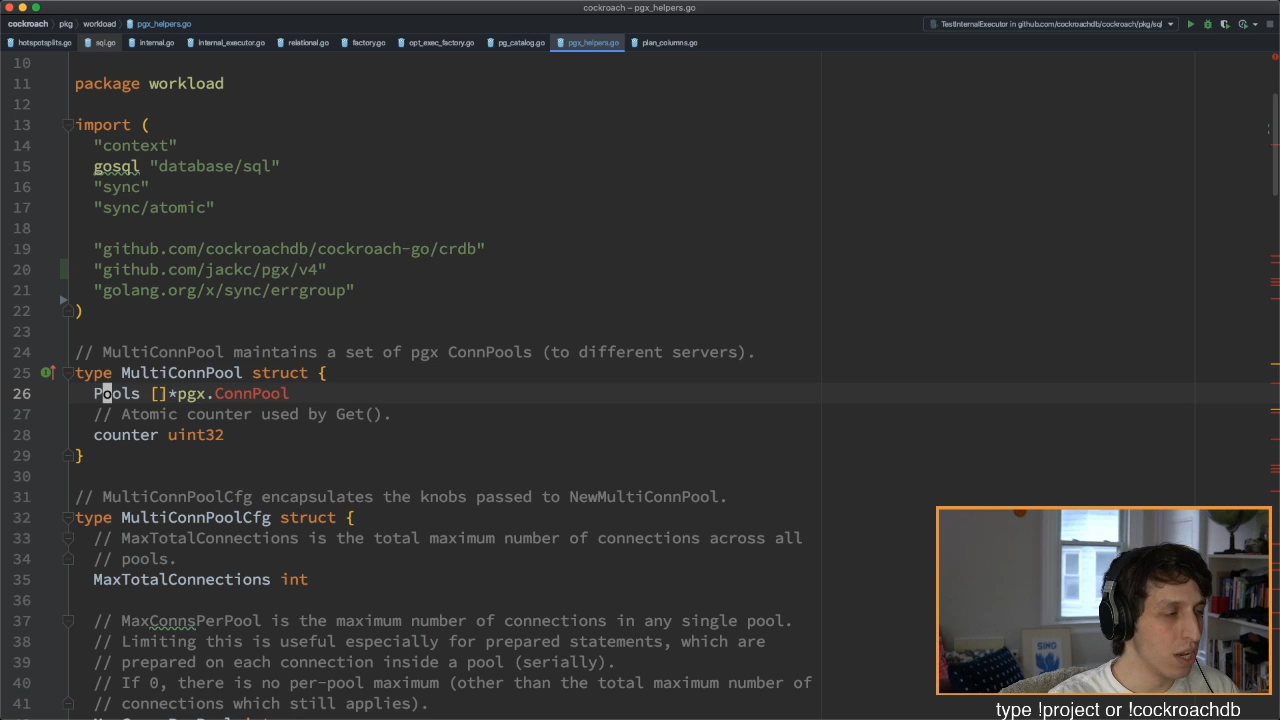 cockroach – pgx_helpers.go
cockroach pkg workload pgx_helpers.go
TestInternalExecutor in github.com/cockroachdb/cockroach/pkg/sql
hotspotsplits.go sql.go internal.go internal_executor.go relational.go factory.go opt_exec_factory.go pg_catalog.go pgx_helpers.go plan_columns.go
10
11 package workload
12
13 import (
14 "context"
15 gosql "database/sql"
16 "sync"
17 "sync/atomic"
18
19 "github.com/cockroachdb/cockroach-go/crdb"
20 "github.com/jackc/pgx/v4"
21 "golang.org/x/sync/errgroup"
22 )
23
24 // MultiConnPool maintains a set of pgx ConnPools (to different servers).
25 type MultiConnPool struct {
26 Pools []*pgx.ConnPool
27 // Atomic counter used by Get().
28 counter uint32
29 }
30
31 // MultiConnPoolCfg encapsulates the knobs passed to NewMultiConnPool.
32 type MultiConnPoolCfg struct {
33 // MaxTotalConnections is the total maximum number of connections across all
34 // pools.
35 MaxTotalConnections int
36
37 // MaxConnsPerPool is the maximum number of connections in any single pool.
38 // Limiting this is useful especially for prepared statements, which are
39 // prepared on each connection inside a pool (serially).
40 // If 0, there is no per-pool maximum (other than the total maximum number of
41 // connections which still applies).
SING
type !project or !cockroachdb